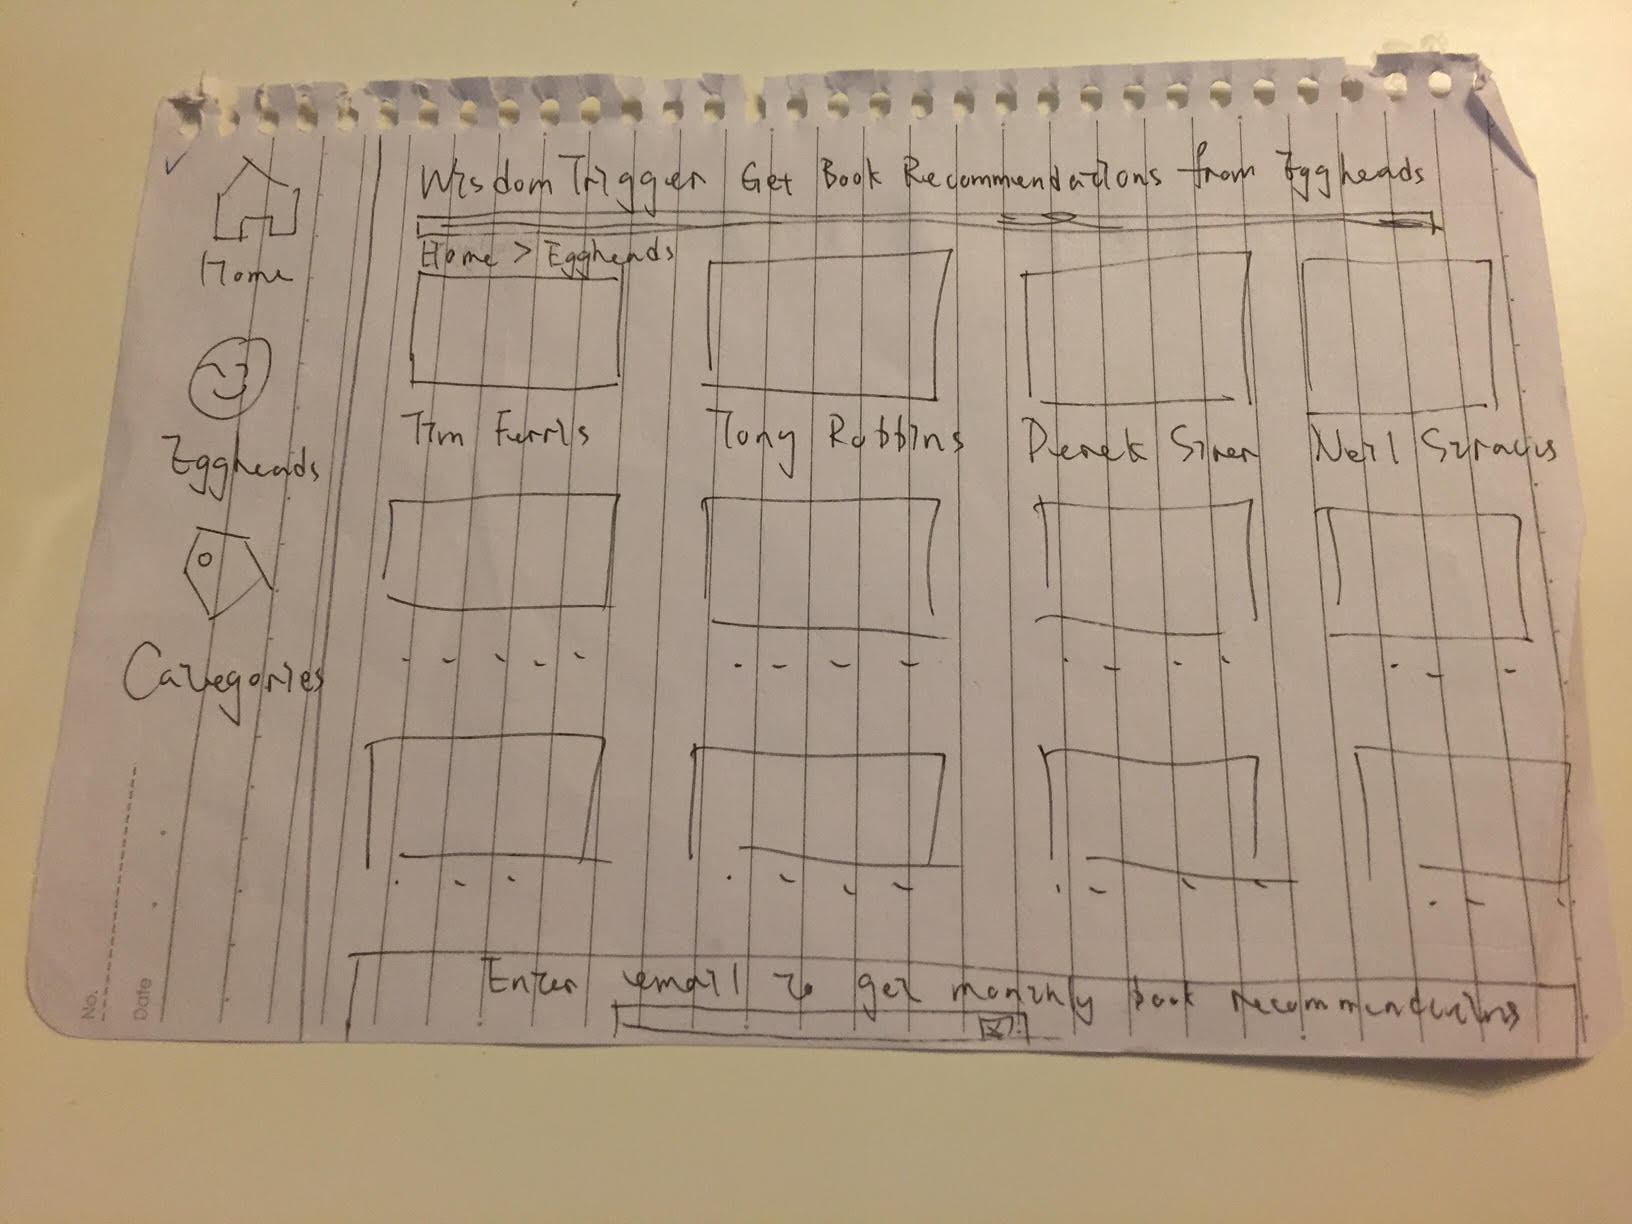 Wisdom Trigger Get Book Recommendations from Eggheads
Home > Eggheads
Home
Eggheads
Categories
Tim Ferris
Tony Robbins
Derek Sirer
Neil Strauss
Enter email to get monthly book recommendations
No.
Date